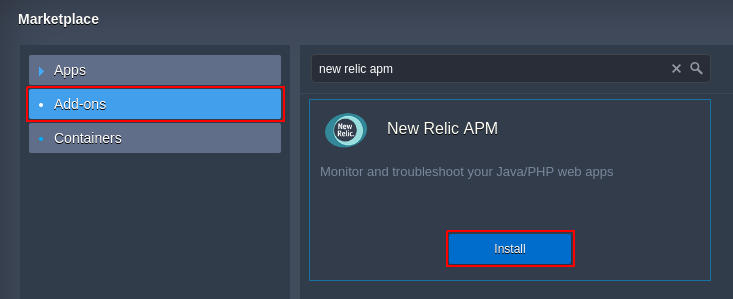 Marketplace
Apps
Add-ons
Containers
new relic apm
New
Relic.
New Relic APM
Monitor and troubleshoot your Java/PHP web apps
Install